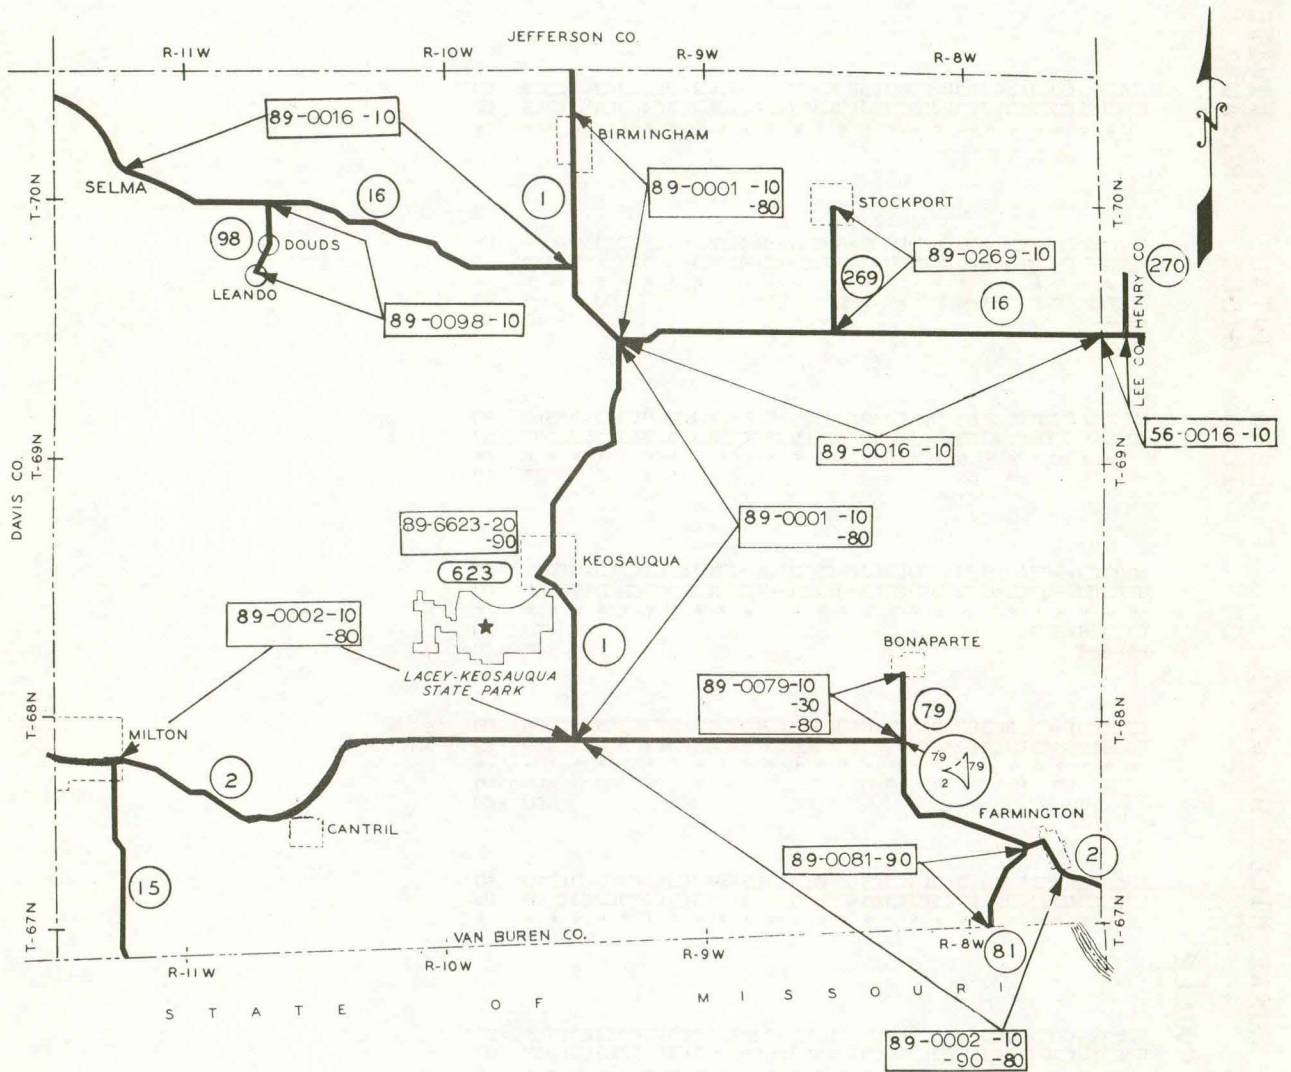 JEFFERSON CO.
R-11W
R-10W
R-9W
R-8W
89-0016 -10
BIRMINGHAM
SELMA
16
1
89-0001 -10
-80
STOCKPORT
T-70N
T-70N
98
DOUDS
LEANDO
89-0269-10
269
16
270
HENRY CO
LEE CO.
89-0098-10
89-0016 -10
56-0016 -10
DAVIS CO.
T-69N
T-69N
89-6623-20
-90
623
KEOSAUQUA
89-0001 -10
-80
89-0002-10
-80
LACEY-KEOSAUQUA
STATE PARK
1
BONAPARTE
89-0079-10
-30
-80
79
T-68N
T-68N
MILTON
79 79
2
2
CANTRIL
FARMINGTON
89-0081-90
2
15
T-67N
T-67N
VAN BUREN CO.
R-11W
R-10W
R-9W
R-8W
81
STATE OF MISSOURI
89-0002 -10
-90 -80